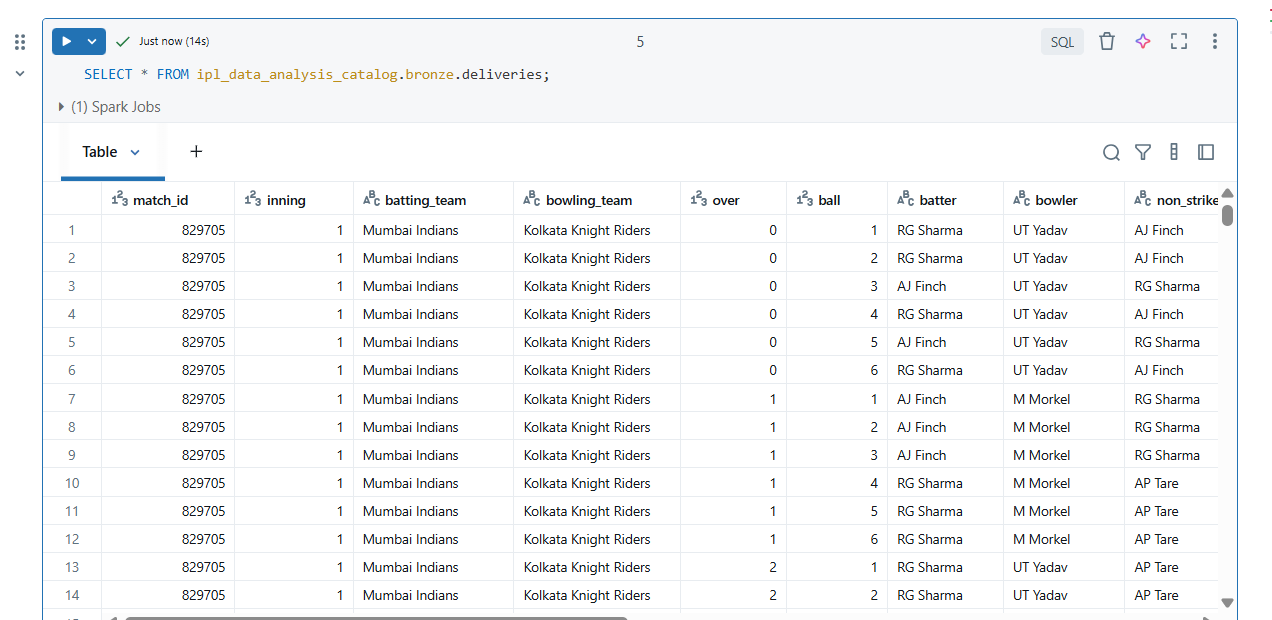 Just now (14s)
5
SQL
SELECT * FROM ipl_data_analysis_catalog.bronze.deliveries;
(1) Spark Jobs
Table +
match_id inning batting_team bowling_team over ball batter bowler non_strike
1 829705 1 Mumbai Indians Kolkata Knight Riders 0 1 RG Sharma UT Yadav AJ Finch
2 829705 1 Mumbai Indians Kolkata Knight Riders 0 2 RG Sharma UT Yadav AJ Finch
3 829705 1 Mumbai Indians Kolkata Knight Riders 0 3 AJ Finch UT Yadav RG Sharma
4 829705 1 Mumbai Indians Kolkata Knight Riders 0 4 RG Sharma UT Yadav AJ Finch
5 829705 1 Mumbai Indians Kolkata Knight Riders 0 5 AJ Finch UT Yadav RG Sharma
6 829705 1 Mumbai Indians Kolkata Knight Riders 0 6 RG Sharma UT Yadav AJ Finch
7 829705 1 Mumbai Indians Kolkata Knight Riders 1 1 AJ Finch M Morkel RG Sharma
8 829705 1 Mumbai Indians Kolkata Knight Riders 1 2 AJ Finch M Morkel RG Sharma
9 829705 1 Mumbai Indians Kolkata Knight Riders 1 3 AJ Finch M Morkel RG Sharma
10 829705 1 Mumbai Indians Kolkata Knight Riders 1 4 RG Sharma M Morkel AP Tare
11 829705 1 Mumbai Indians Kolkata Knight Riders 1 5 RG Sharma M Morkel AP Tare
12 829705 1 Mumbai Indians Kolkata Knight Riders 1 6 RG Sharma M Morkel AP Tare
13 829705 1 Mumbai Indians Kolkata Knight Riders 2 1 RG Sharma UT Yadav AP Tare
14 829705 1 Mumbai Indians Kolkata Knight Riders 2 2 RG Sharma UT Yadav AP Tare